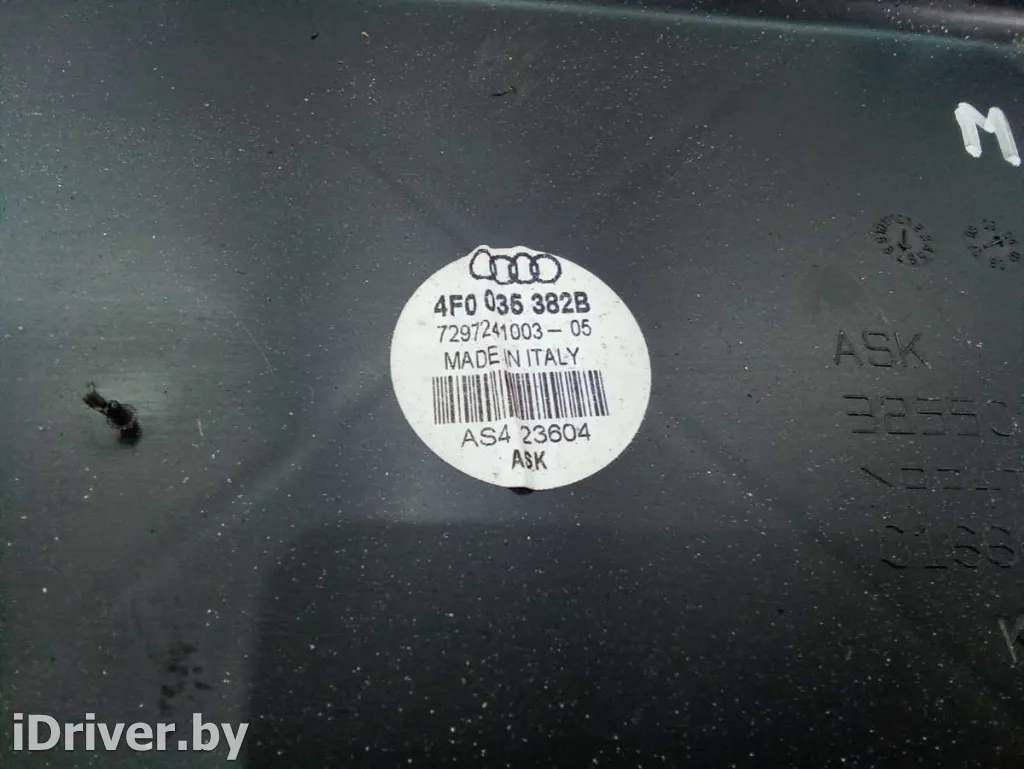 M
4F0 035 382B
7297241003-05
MADE IN ITALY
AS4 23604
ASK
ASK
iDriver.by